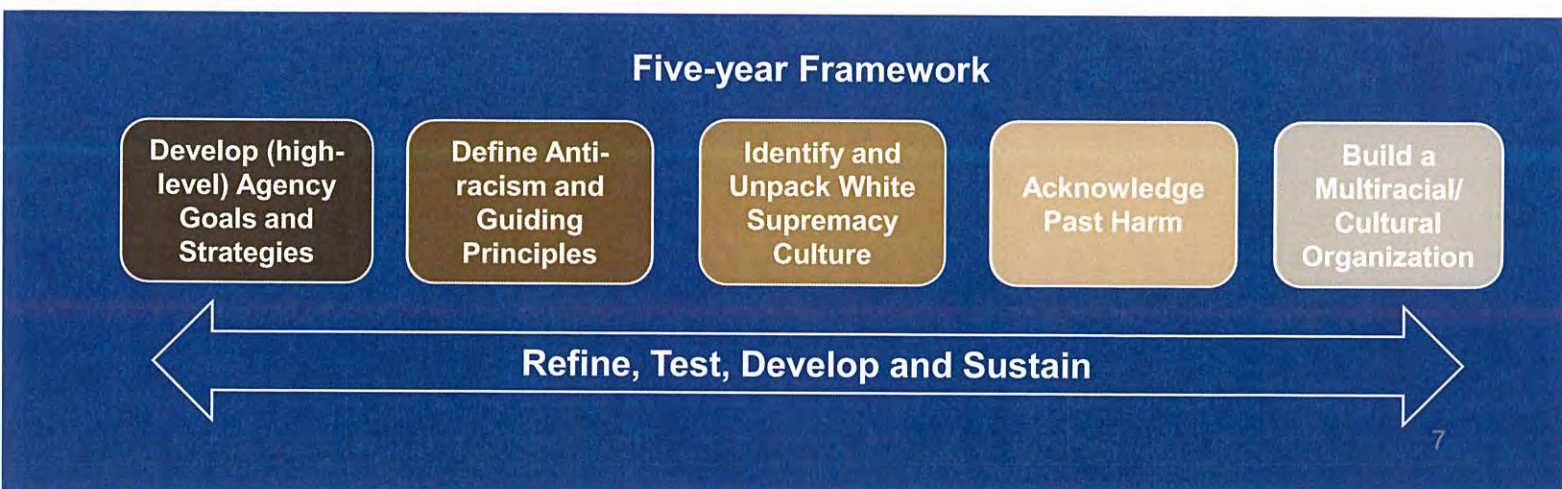 Five-year Framework
Develop (high-
level) Agency
Goals and
Strategies
Define Anti-
racism and
Guiding
Principles
Identify and
Unpack White
Supremacy
Culture
Acknowledge
Past Harm
Build a
Multiracial/
Cultural
Organization
Refine, Test, Develop and Sustain
7